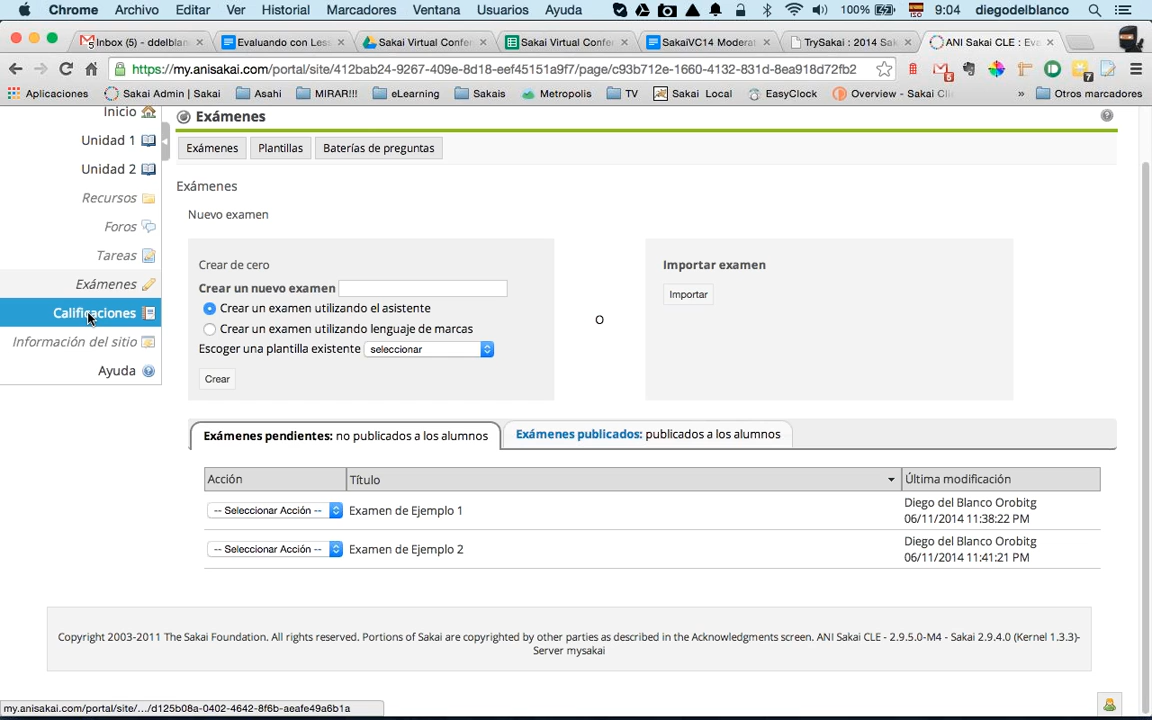 Chrome Archivo Editar Ver Historial Marcadores Ventana Usuarios Ayuda 100% 9:04 diegodelblanco
Inbox (5) - ddelblan Evaluando con Less Sakai Virtual Confer Sakai Virtual Confer SakaiVC14 Moderat TrySakai : 2014 Sak ANI Sakai CLE : Eva
https://my.anisakai.com/portal/site/412bab24-9267-409e-8d18-eef45151a9f7/page/c93b712e-1660-4132-831d-8ea918d72fb2
Aplicaciones Sakai Admin | Sakai Asahi MIRAR!!! eLearning Sakais Metropolis TV Sakai Local EasyClock Overview - Sakai Cli » Otros marcadores
Inicio
Unidad 1
Unidad 2
Recursos
Foros
Tareas
Exámenes
Calificaciones
Información del sitio
Ayuda
Exámenes
Exámenes Plantillas Baterías de preguntas
Exámenes
Nuevo examen
Crear de cero
Crear un nuevo examen
Crear un examen utilizando el asistente
Crear un examen utilizando lenguaje de marcas
Escoger una plantilla existente seleccionar
Crear
O
Importar examen
Importar
Exámenes pendientes: no publicados a los alumnos Exámenes publicados: publicados a los alumnos
Acción Título Última modificación
-- Seleccionar Acción -- Examen de Ejemplo 1 Diego del Blanco Orobitg
06/11/2014 11:38:22 PM
-- Seleccionar Acción -- Examen de Ejemplo 2 Diego del Blanco Orobitg
06/11/2014 11:41:21 PM
Copyright 2003-2011 The Sakai Foundation. All rights reserved. Portions of Sakai are copyrighted by other parties as described in the Acknowledgments screen. ANI Sakai CLE - 2.9.5.0-M4 - Sakai 2.9.4.0 (Kernel 1.3.3)-
Server mysakai
my.anisakai.com/portal/site/.../d125b08a-0402-4642-8f6b-aeafe49a6b1a